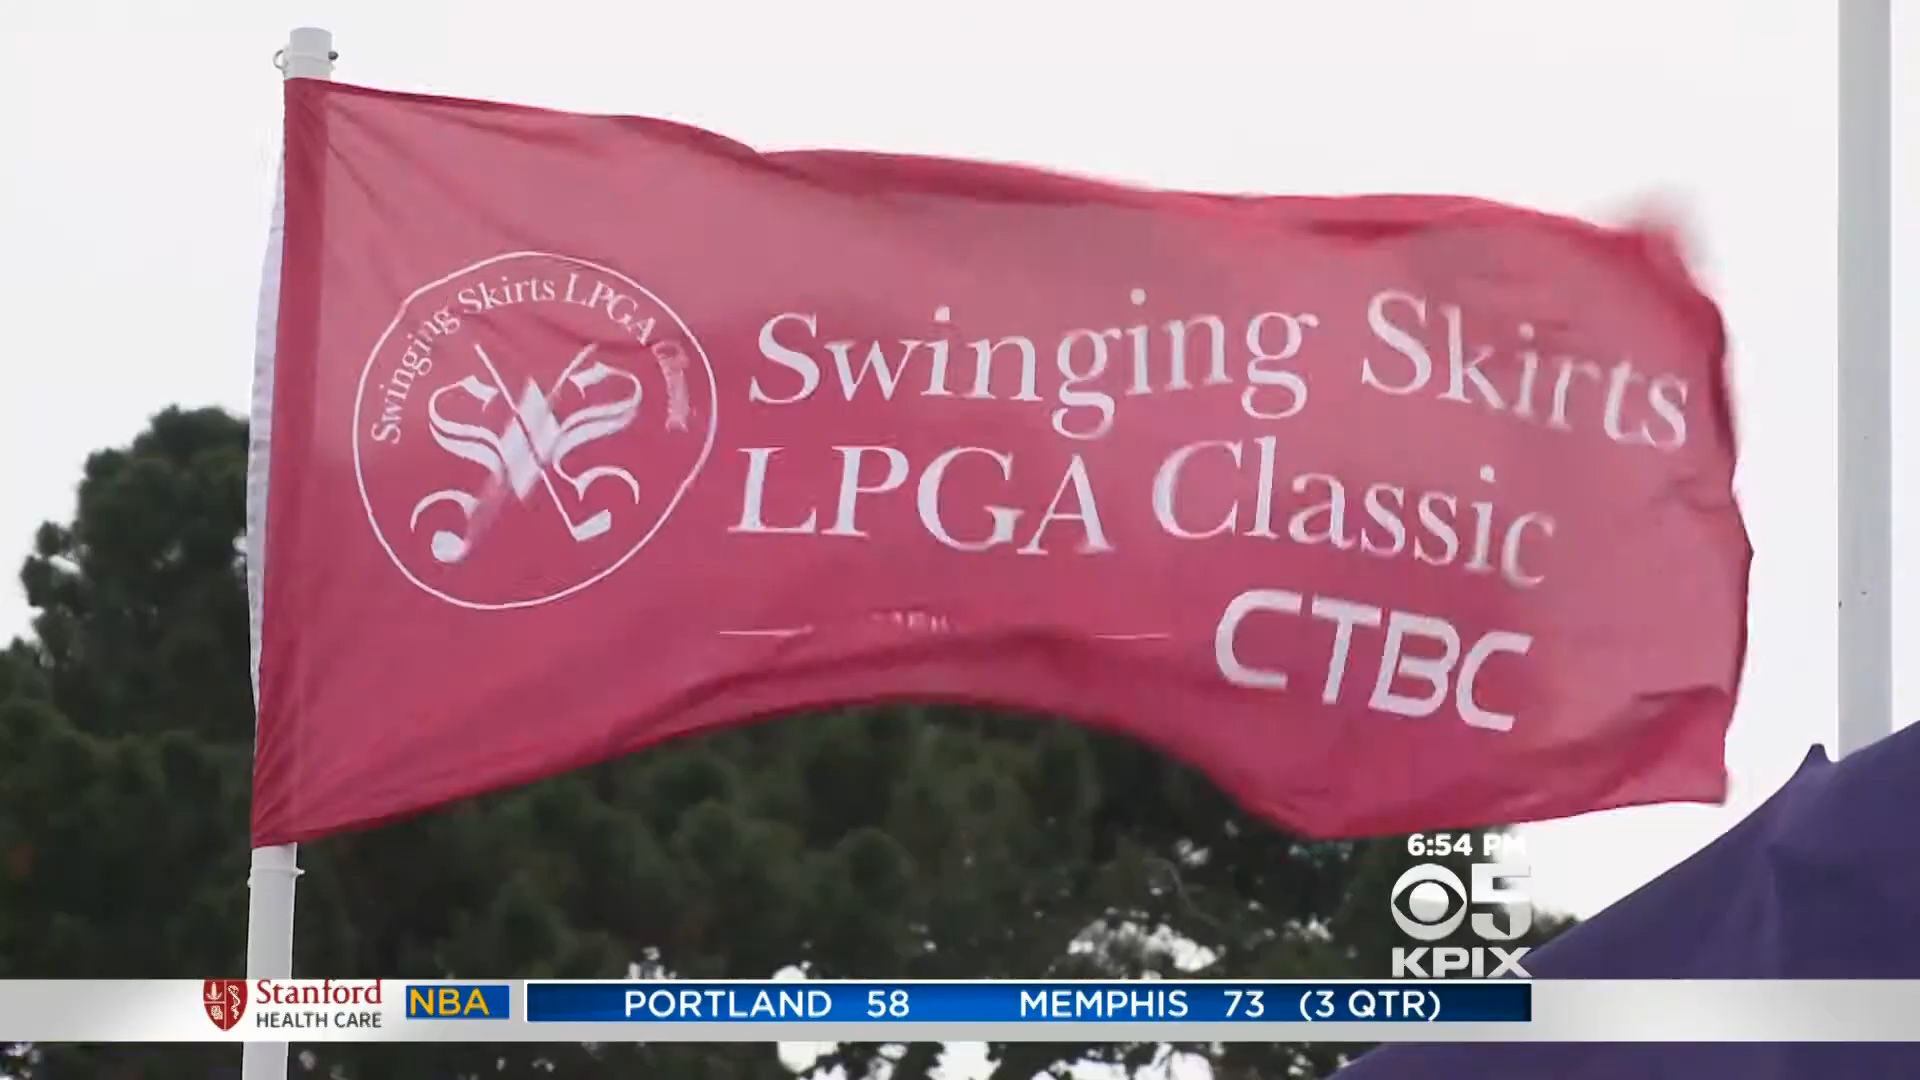 Swinging Skirts LPGA Classic
Swinging Skirts
LPGA Classic
CTBC
6:54 PM
5
KPIX
Stanford
HEALTH CARE
NBA
PORTLAND 58 MEMPHIS 73 (3 QTR)